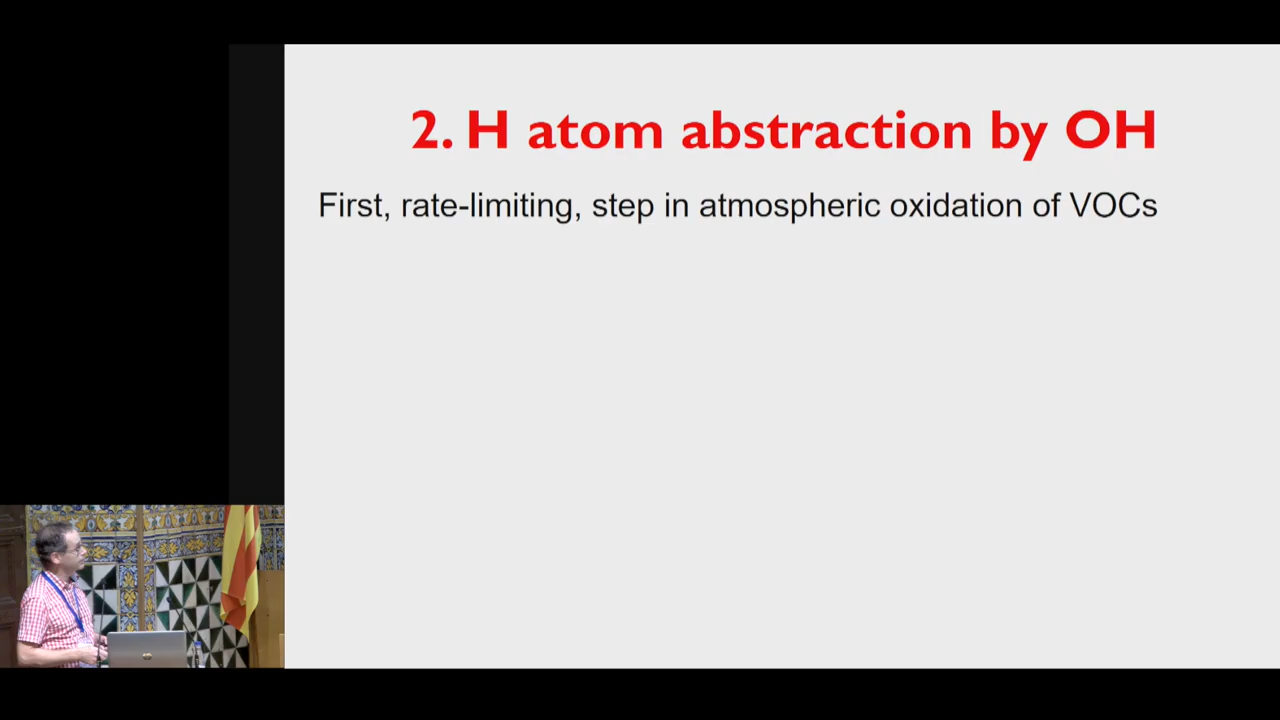 2. H atom abstraction by OH
First, rate-limiting, step in atmospheric oxidation of VOCs